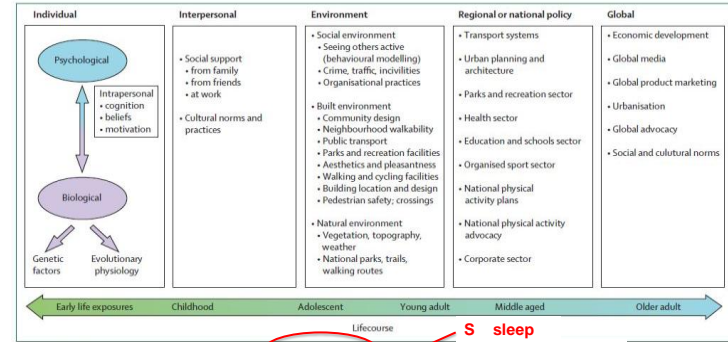 Individual
Psychological
Intrapersonal
• cognition
• beliefs
• motivation
Biological
Genetic
factors
Evolutionary
physiology
Interpersonal
• Social support
• from family
• from friends
• at work
• Cultural norms and
practices
Environment
• Social environment
• Seeing others active
(behavioural modelling)
• Crime, traffic, incivilities
• Organisational practices
• Built environment
• Community design
• Neighbourhood walkability
• Public transport
• Parks and recreation facilities
• Aesthetics and pleasantness
• Walking and cycling facilities
• Building location and design
• Pedestrian safety; crossings
• Natural environment
• Vegetation, topography,
weather
• National parks, trails,
walking routes
Regional or national policy
• Transport systems
• Urban planning and
architecture
• Parks and recreation sector
• Health sector
• Education and schools sector
• Organised sport sector
• National physical
activity plans
• National physical activity
advocacy
• Corporate sector
Global
• Economic development
• Global media
• Global product marketing
• Urbanisation
• Global advocacy
• Social and culutural norms
Early life exposures Childhood Adolescent Young adult Middle aged Older adult
Lifecourse
S sleep